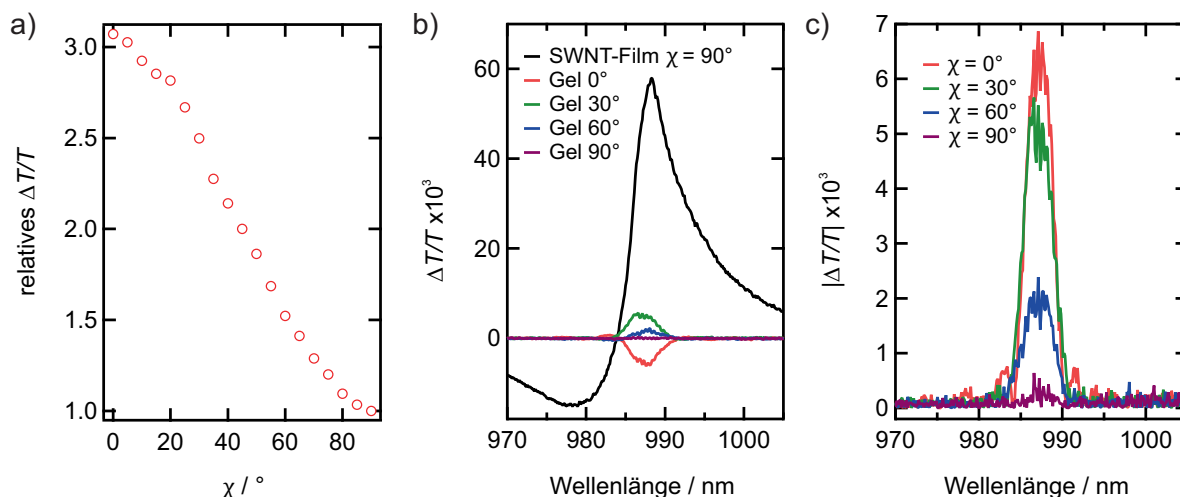 a)
relatives ΔT/T
3.0
2.5
2.0
1.5
1.0
0 20 40 60 80
χ / °
b)
ΔT/T x10³
60
40
20
0
SWNT-Film χ = 90°
Gel 0°
Gel 30°
Gel 60°
Gel 90°
970 980 990 1000
Wellenlänge / nm
c)
|ΔT/T| x10³
7
6
5
4
3
2
1
0
χ = 0°
χ = 30°
χ = 60°
χ = 90°
970 980 990 1000
Wellenlänge / nm